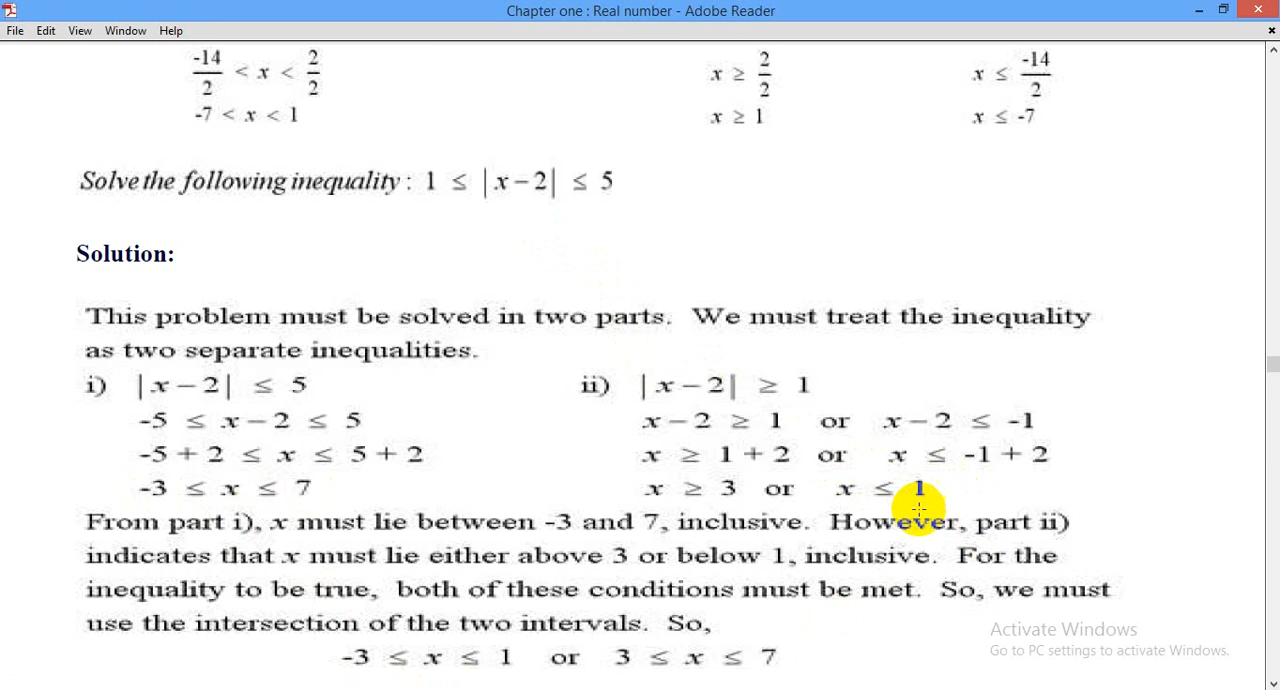 Chapter one : Real number - Adobe Reader
File Edit View Window Help
-14/2 < x < 2/2 x ≥ 2/2 x ≤ -14/2
-7 < x < 1 x ≥ 1 x ≤ -7
Solve the following inequality : 1 ≤ |x − 2| ≤ 5
Solution:
This problem must be solved in two parts. We must treat the inequality
as two separate inequalities.
i) |x − 2| ≤ 5 ii) |x − 2| ≥ 1
-5 ≤ x − 2 ≤ 5 x − 2 ≥ 1 or x − 2 ≤ -1
-5 + 2 ≤ x ≤ 5 + 2 x ≥ 1 + 2 or x ≤ -1 + 2
-3 ≤ x ≤ 7 x ≥ 3 or x ≤ 1
From part i), x must lie between -3 and 7, inclusive. However, part ii)
indicates that x must lie either above 3 or below 1, inclusive. For the
inequality to be true, both of these conditions must be met. So, we must
use the intersection of the two intervals. So,
-3 ≤ x ≤ 1 or 3 ≤ x ≤ 7
Activate Windows
Go to PC settings to activate Windows.